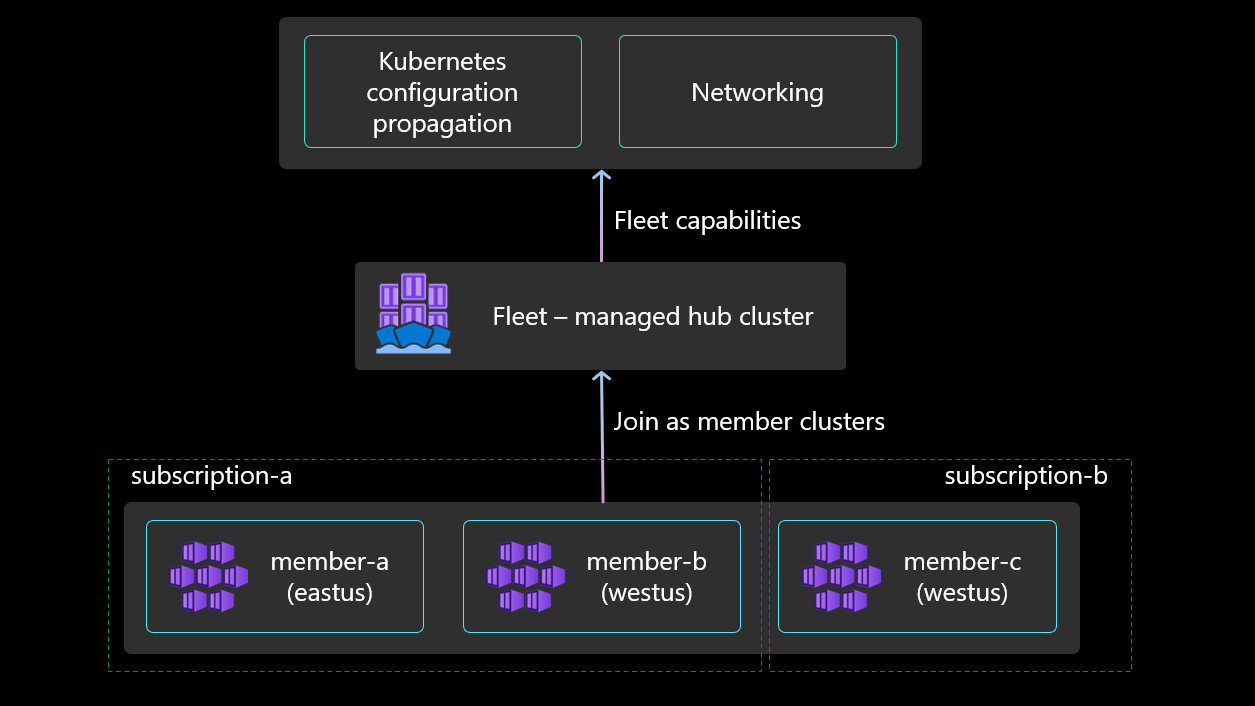 Kubernetes
configuration
propagation
Networking
Fleet capabilities
Fleet – managed hub cluster
Join as member clusters
subscription-a
subscription-b
member-a
(eastus)
member-b
(westus)
member-c
(westus)